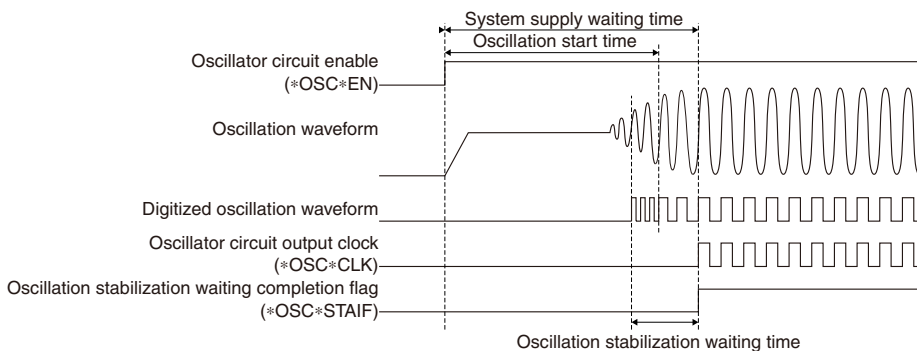 System supply waiting time
Oscillation start time
Oscillator circuit enable
(*OSC*EN)
Oscillation waveform
Digitized oscillation waveform
Oscillator circuit output clock
(*OSC*CLK)
Oscillation stabilization waiting completion flag
(*OSC*STAIF)
Oscillation stabilization waiting time